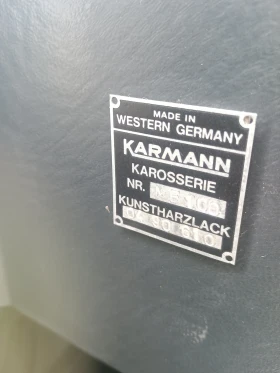 MADE IN
WESTERN GERMANY
KARMANN
KAROSSERIE
NR.
KUNSTHARZLACK